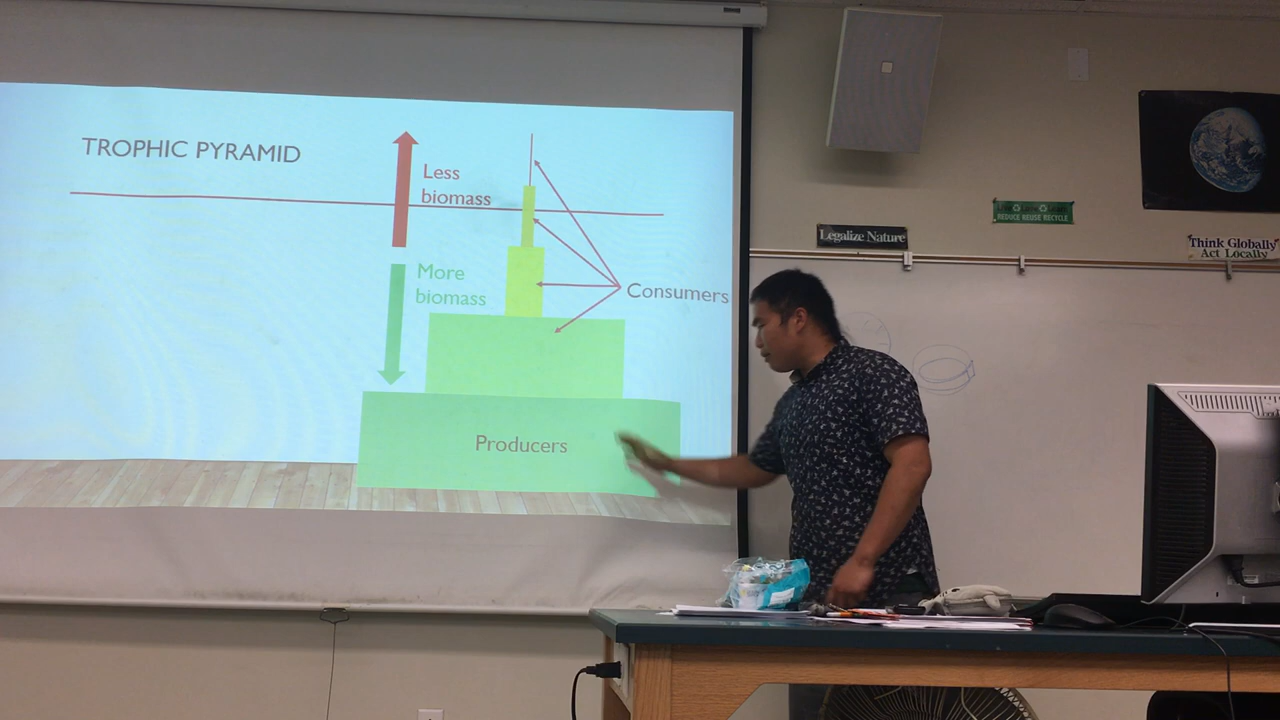 TROPHIC PYRAMID
Less
biomass
More
biomass
Consumers
Producers
Legalize Nature
REDUCE REUSE RECYCLE
Think Globally
Act Locally